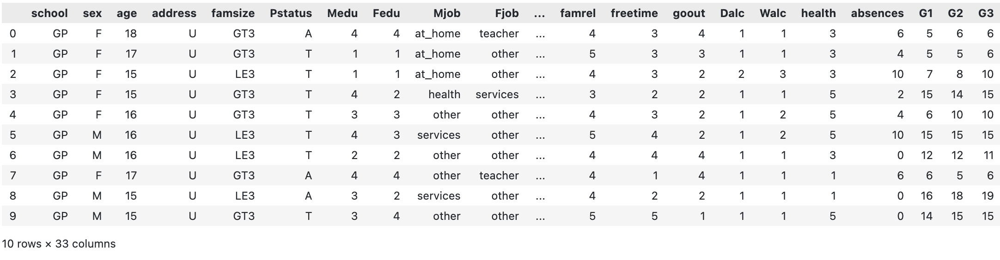 school sex age address famsize Pstatus Medu Fedu Mjob Fjob ... famrel freetime goout Dalc Walc health absences G1 G2 G3
0 GP F 18 U GT3 A 4 4 at_home teacher ... 4 3 4 1 1 3 6 5 6 6
1 GP F 17 U GT3 T 1 1 at_home other ... 5 3 3 1 1 3 4 5 5 6
2 GP F 15 U LE3 T 1 1 at_home other ... 4 3 2 2 3 3 10 7 8 10
3 GP F 15 U GT3 T 4 2 health services ... 3 2 2 1 1 5 2 15 14 15
4 GP F 16 U GT3 T 3 3 other other ... 4 3 2 1 2 5 4 6 10 10
5 GP M 16 U LE3 T 4 3 services other ... 5 4 2 1 2 5 10 15 15 15
6 GP M 16 U LE3 T 2 2 other other ... 4 4 4 1 1 3 0 12 12 11
7 GP F 17 U GT3 A 4 4 other teacher ... 4 1 4 1 1 1 6 6 5 6
8 GP M 15 U LE3 A 3 2 services other ... 4 2 2 1 1 1 0 16 18 19
9 GP M 15 U GT3 T 3 4 other other ... 5 5 1 1 1 5 0 14 15 15
10 rows × 33 columns